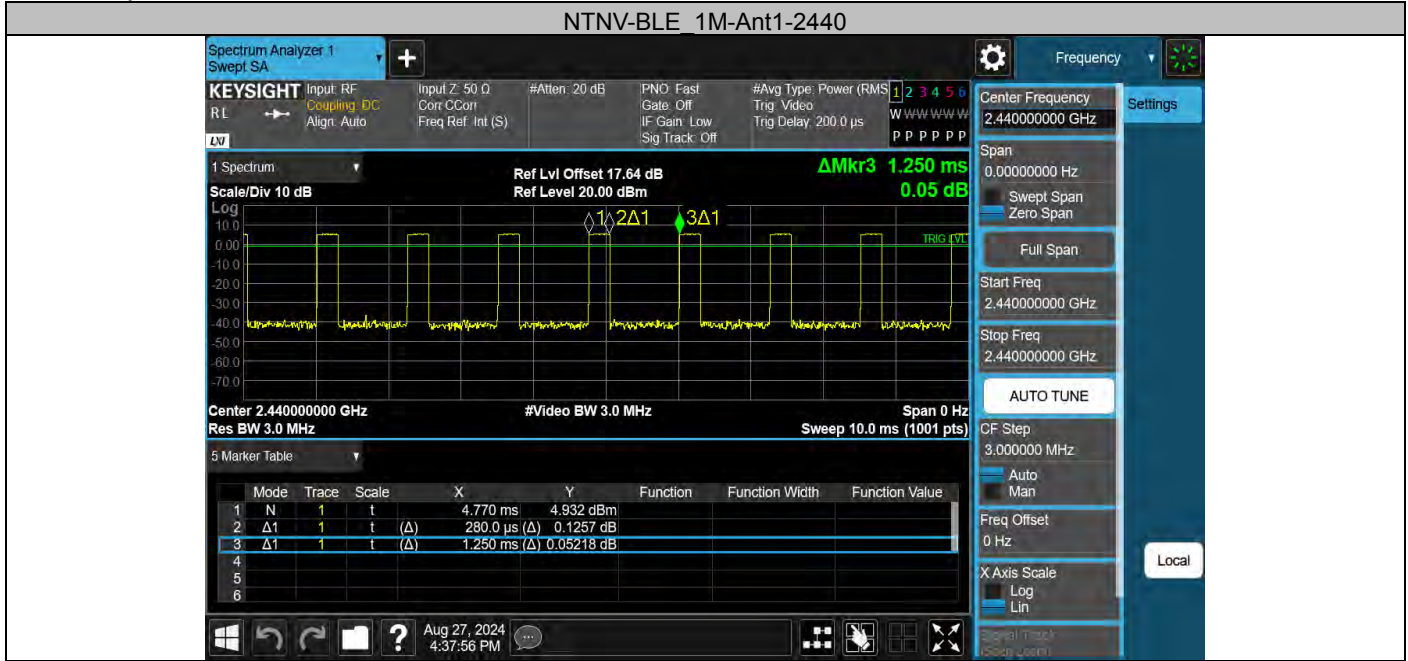 NTNV-BLE_1M-Ant1-2440
Spectrum Analyzer 1
Swept SA
+
Frequency
KEYSIGHT
RL
LXI
Input: RF
Coupling: DC
Align: Auto
Input Z: 50 Ω
Corr CCorr
Freq Ref: Int (S)
#Atten: 20 dB
PNO: Fast
Gate: Off
IF Gain: Low
Sig Track: Off
#Avg Type: Power (RMS
Trig: Video
Trig Delay: 200.0 µs
1 2 3 4 5 6
W W W W W W
P P P P P P
1 Spectrum
Scale/Div 10 dB
Ref Lvl Offset 17.64 dB
Ref Level 20.00 dBm
ΔMkr3 1.250 ms
0.05 dB
Log
10.0
0.00
-10.0
-20.0
-30.0
-40.0
-50.0
-60.0
-70.0
1 2Δ1 3Δ1
TRIG LVL
Center 2.440000000 GHz
Res BW 3.0 MHz
#Video BW 3.0 MHz
Span 0 Hz
Sweep 10.0 ms (1001 pts)
5 Marker Table
Mode Trace Scale X Y Function Function Width Function Value
1 N 1 t 4.770 ms 4.932 dBm
2 Δ1 1 t (Δ) 280.0 µs (Δ) 0.1257 dB
3 Δ1 1 t (Δ) 1.250 ms (Δ) 0.05218 dB
4
5
6
Aug 27, 2024
4:37:56 PM
Center Frequency
2.440000000 GHz
Settings
Span
0.00000000 Hz
Swept Span
Zero Span
Full Span
Start Freq
2.440000000 GHz
Stop Freq
2.440000000 GHz
AUTO TUNE
CF Step
3.000000 MHz
Auto
Man
Freq Offset
0 Hz
X Axis Scale
Log
Lin
Local
Signal Track
(Span Zoom)